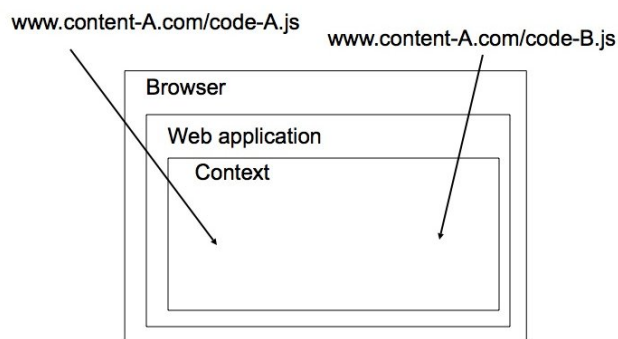 www.content-A.com/code-A.js
www.content-A.com/code-B.js
Browser
Web application
Context